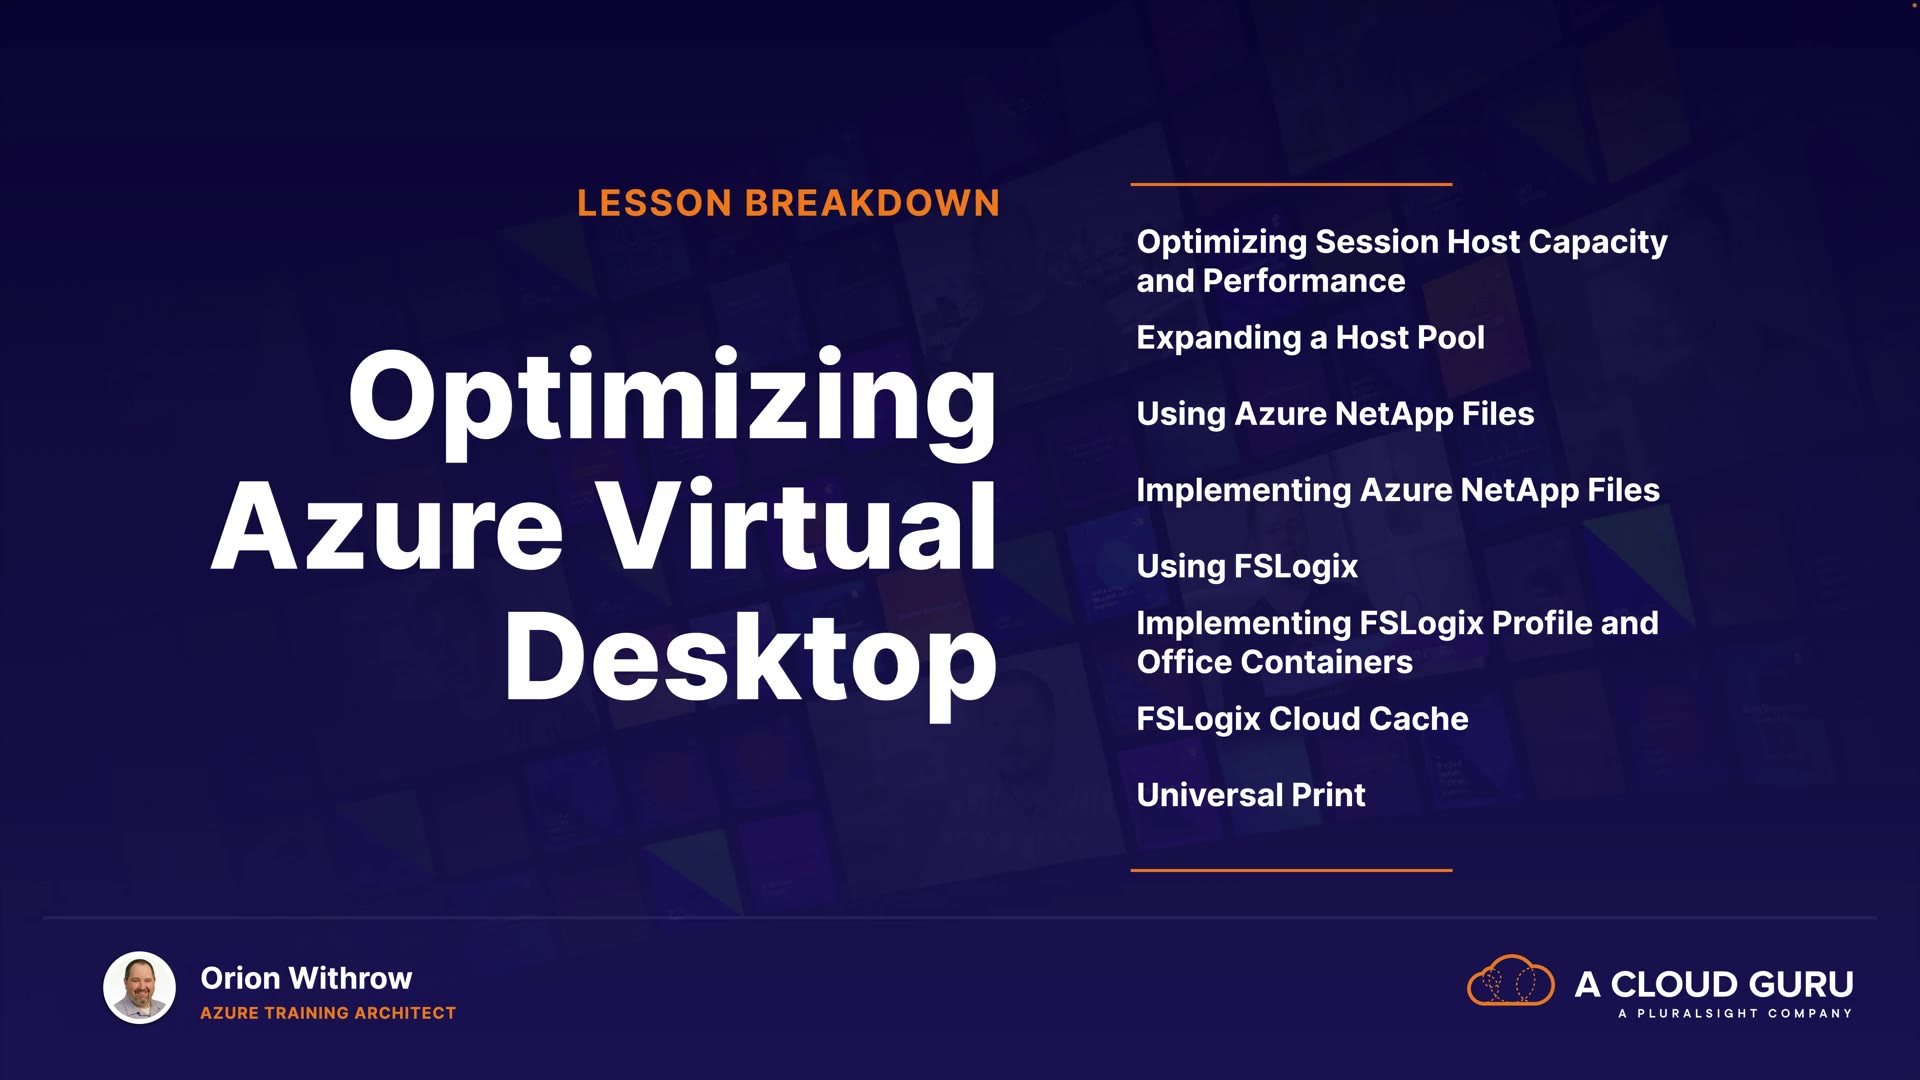 LESSON BREAKDOWN
Optimizing
Azure Virtual
Desktop
Optimizing Session Host Capacity
and Performance
Expanding a Host Pool
Using Azure NetApp Files
Implementing Azure NetApp Files
Using FSLogix
Implementing FSLogix Profile and
Office Containers
FSLogix Cloud Cache
Universal Print
Orion Withrow
AZURE TRAINING ARCHITECT
A CLOUD GURU
A PLURALSIGHT COMPANY